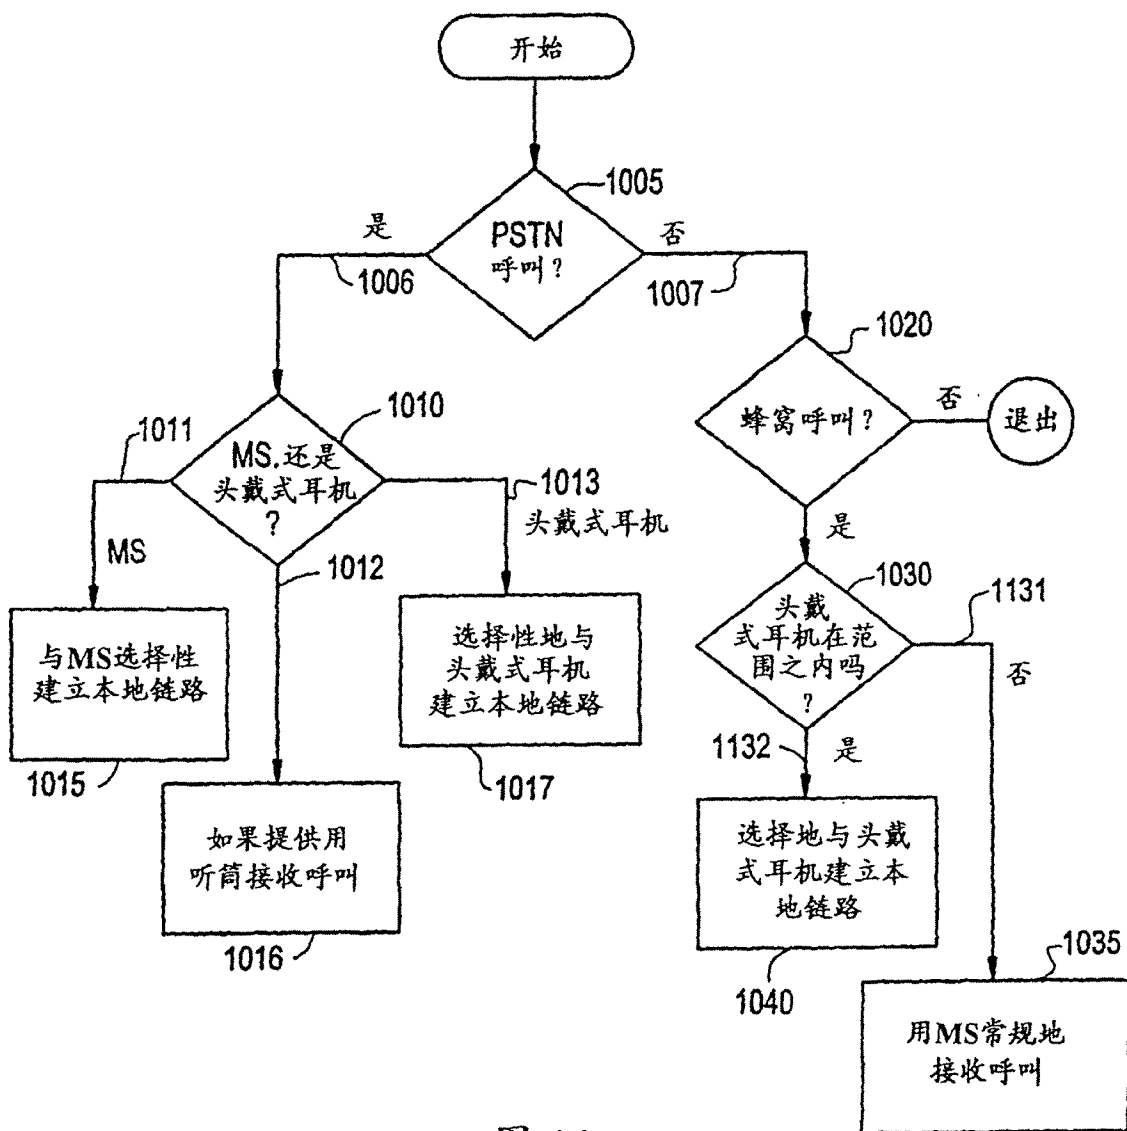 开始
1005
PSTN
呼叫?
是
否
1006
1007
1020
蜂窝呼叫?
否
退出
1010
1011
MS.还是
头戴式耳机
?
1013
头戴式耳机
MS
1012
是
1030
1131
头戴
式耳机在范
围之内吗
?
否
与MS选择性
建立本地链路
选择性地与
头戴式耳机
建立本地链路
1132
是
1015
1017
如果提供用
听筒接收呼叫
选择地与头戴
式耳机建立本
地链路
1016
1040
1035
用MS常规地
接收呼叫